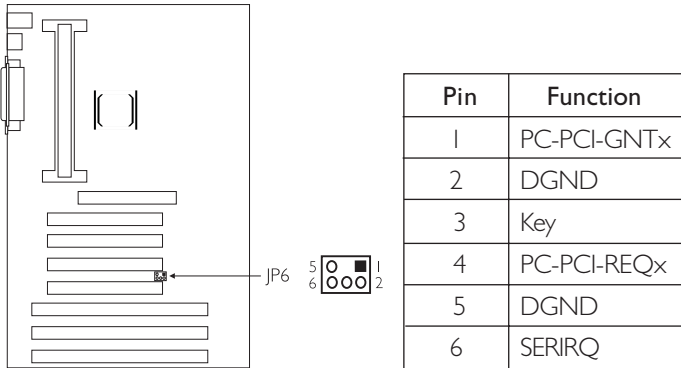 JP6
5 1
6 2
Pin Function
1 PC-PCI-GNTx
2 DGND
3 Key
4 PC-PCI-REQx
5 DGND
6 SERIRQ